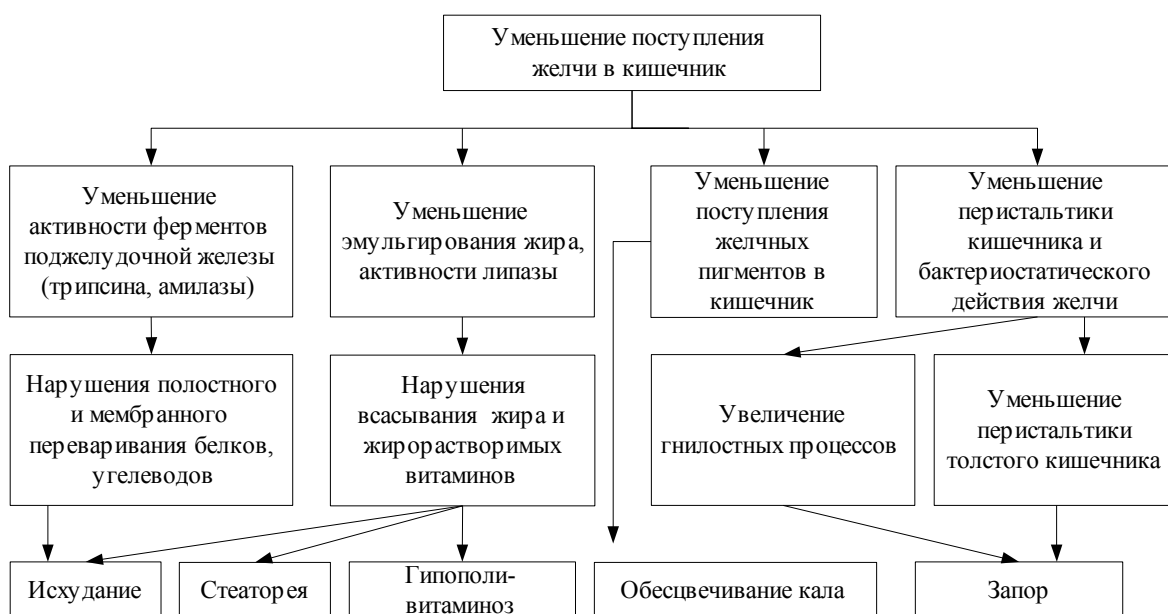 Уменьшение поступления
желчи в кишечник
Уменьшение
активности ферментов
поджелудочной железы
(трипсина, амилазы)
Уменьшение
эмульгирования жира,
активности липазы
Уменьшение
поступления
желчных
пигментов в
кишечник
Уменьшение
перистальтики
кишечника и
бактериостатического
действия желчи
Нарушения полостного
и мембранного
переваривания белков,
углеводов
Нарушения
всасывания жира и
жирорастворимых
витаминов
Увеличение
гнилостных процессов
Уменьшение
перистальтики
толстого кишечника
Исхудание
Стеаторея
Гипополи-
витаминоз
Обесцвечивание кала
Запор